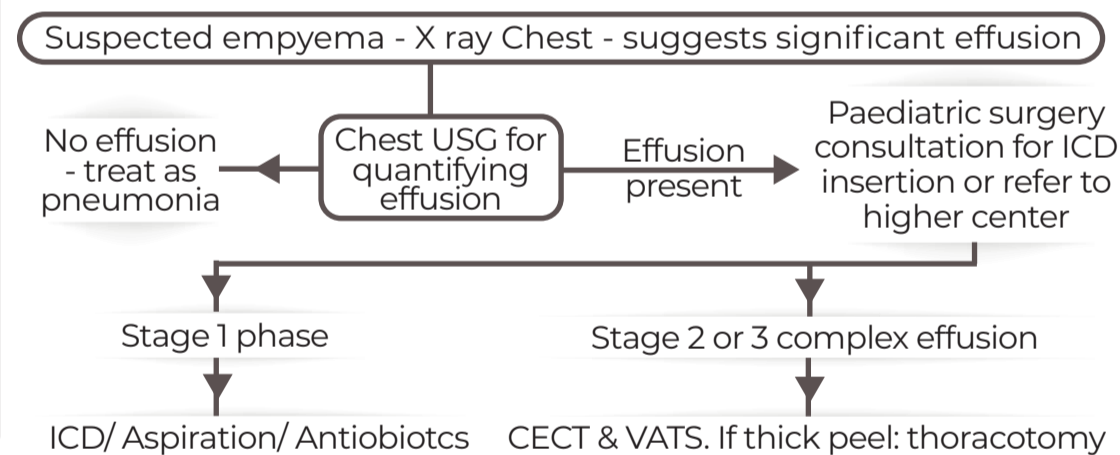 Suspected empyema - X ray Chest - suggests significant effusion
No effusion
- treat as
pneumonia
Chest USG for
quantifying
effusion
Effusion
present
Paediatric surgery
consultation for ICD
insertion or refer to
higher center
Stage 1 phase
Stage 2 or 3 complex effusion
ICD/ Aspiration/ Antiobiotcs
CECT & VATS. If thick peel: thoracotomy